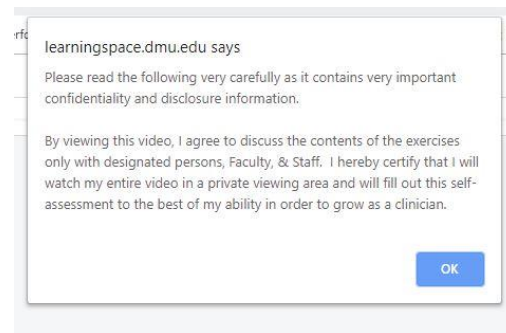 erfo
learningspace.dmu.edu says
Please read the following very carefully as it contains very important
confidentiality and disclosure information.
By viewing this video, I agree to discuss the contents of the exercises
only with designated persons, Faculty, & Staff.  I hereby certify that I will
watch my entire video in a private viewing area and will fill out this self-
assessment to the best of my ability in order to grow as a clinician.
OK